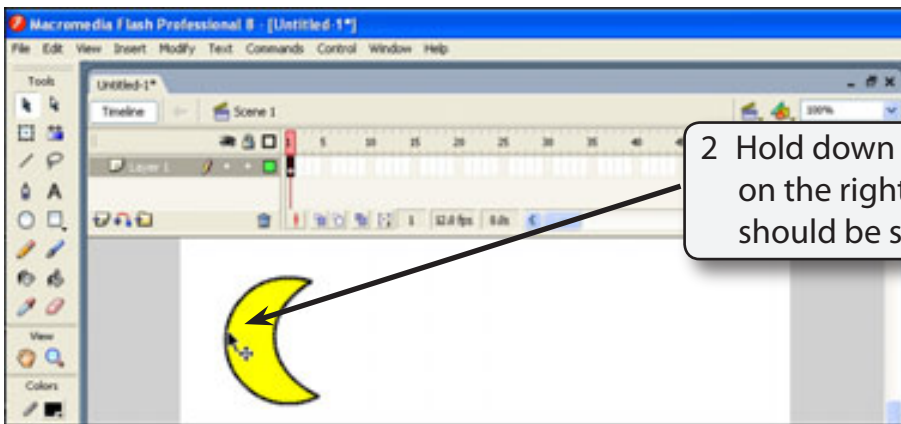 Macromedia Flash Professional 8 - [Untitled-1*]
File Edit View Insert Modify Text Commands Control Window Help
Tools
Untitled-1*
Timeline
Scene 1
100%
1 5 10 15 20 25 30 35 40
Layer 1
1 12.0 fps 0.0s
View
Colors
2 Hold down
on the right
should be s